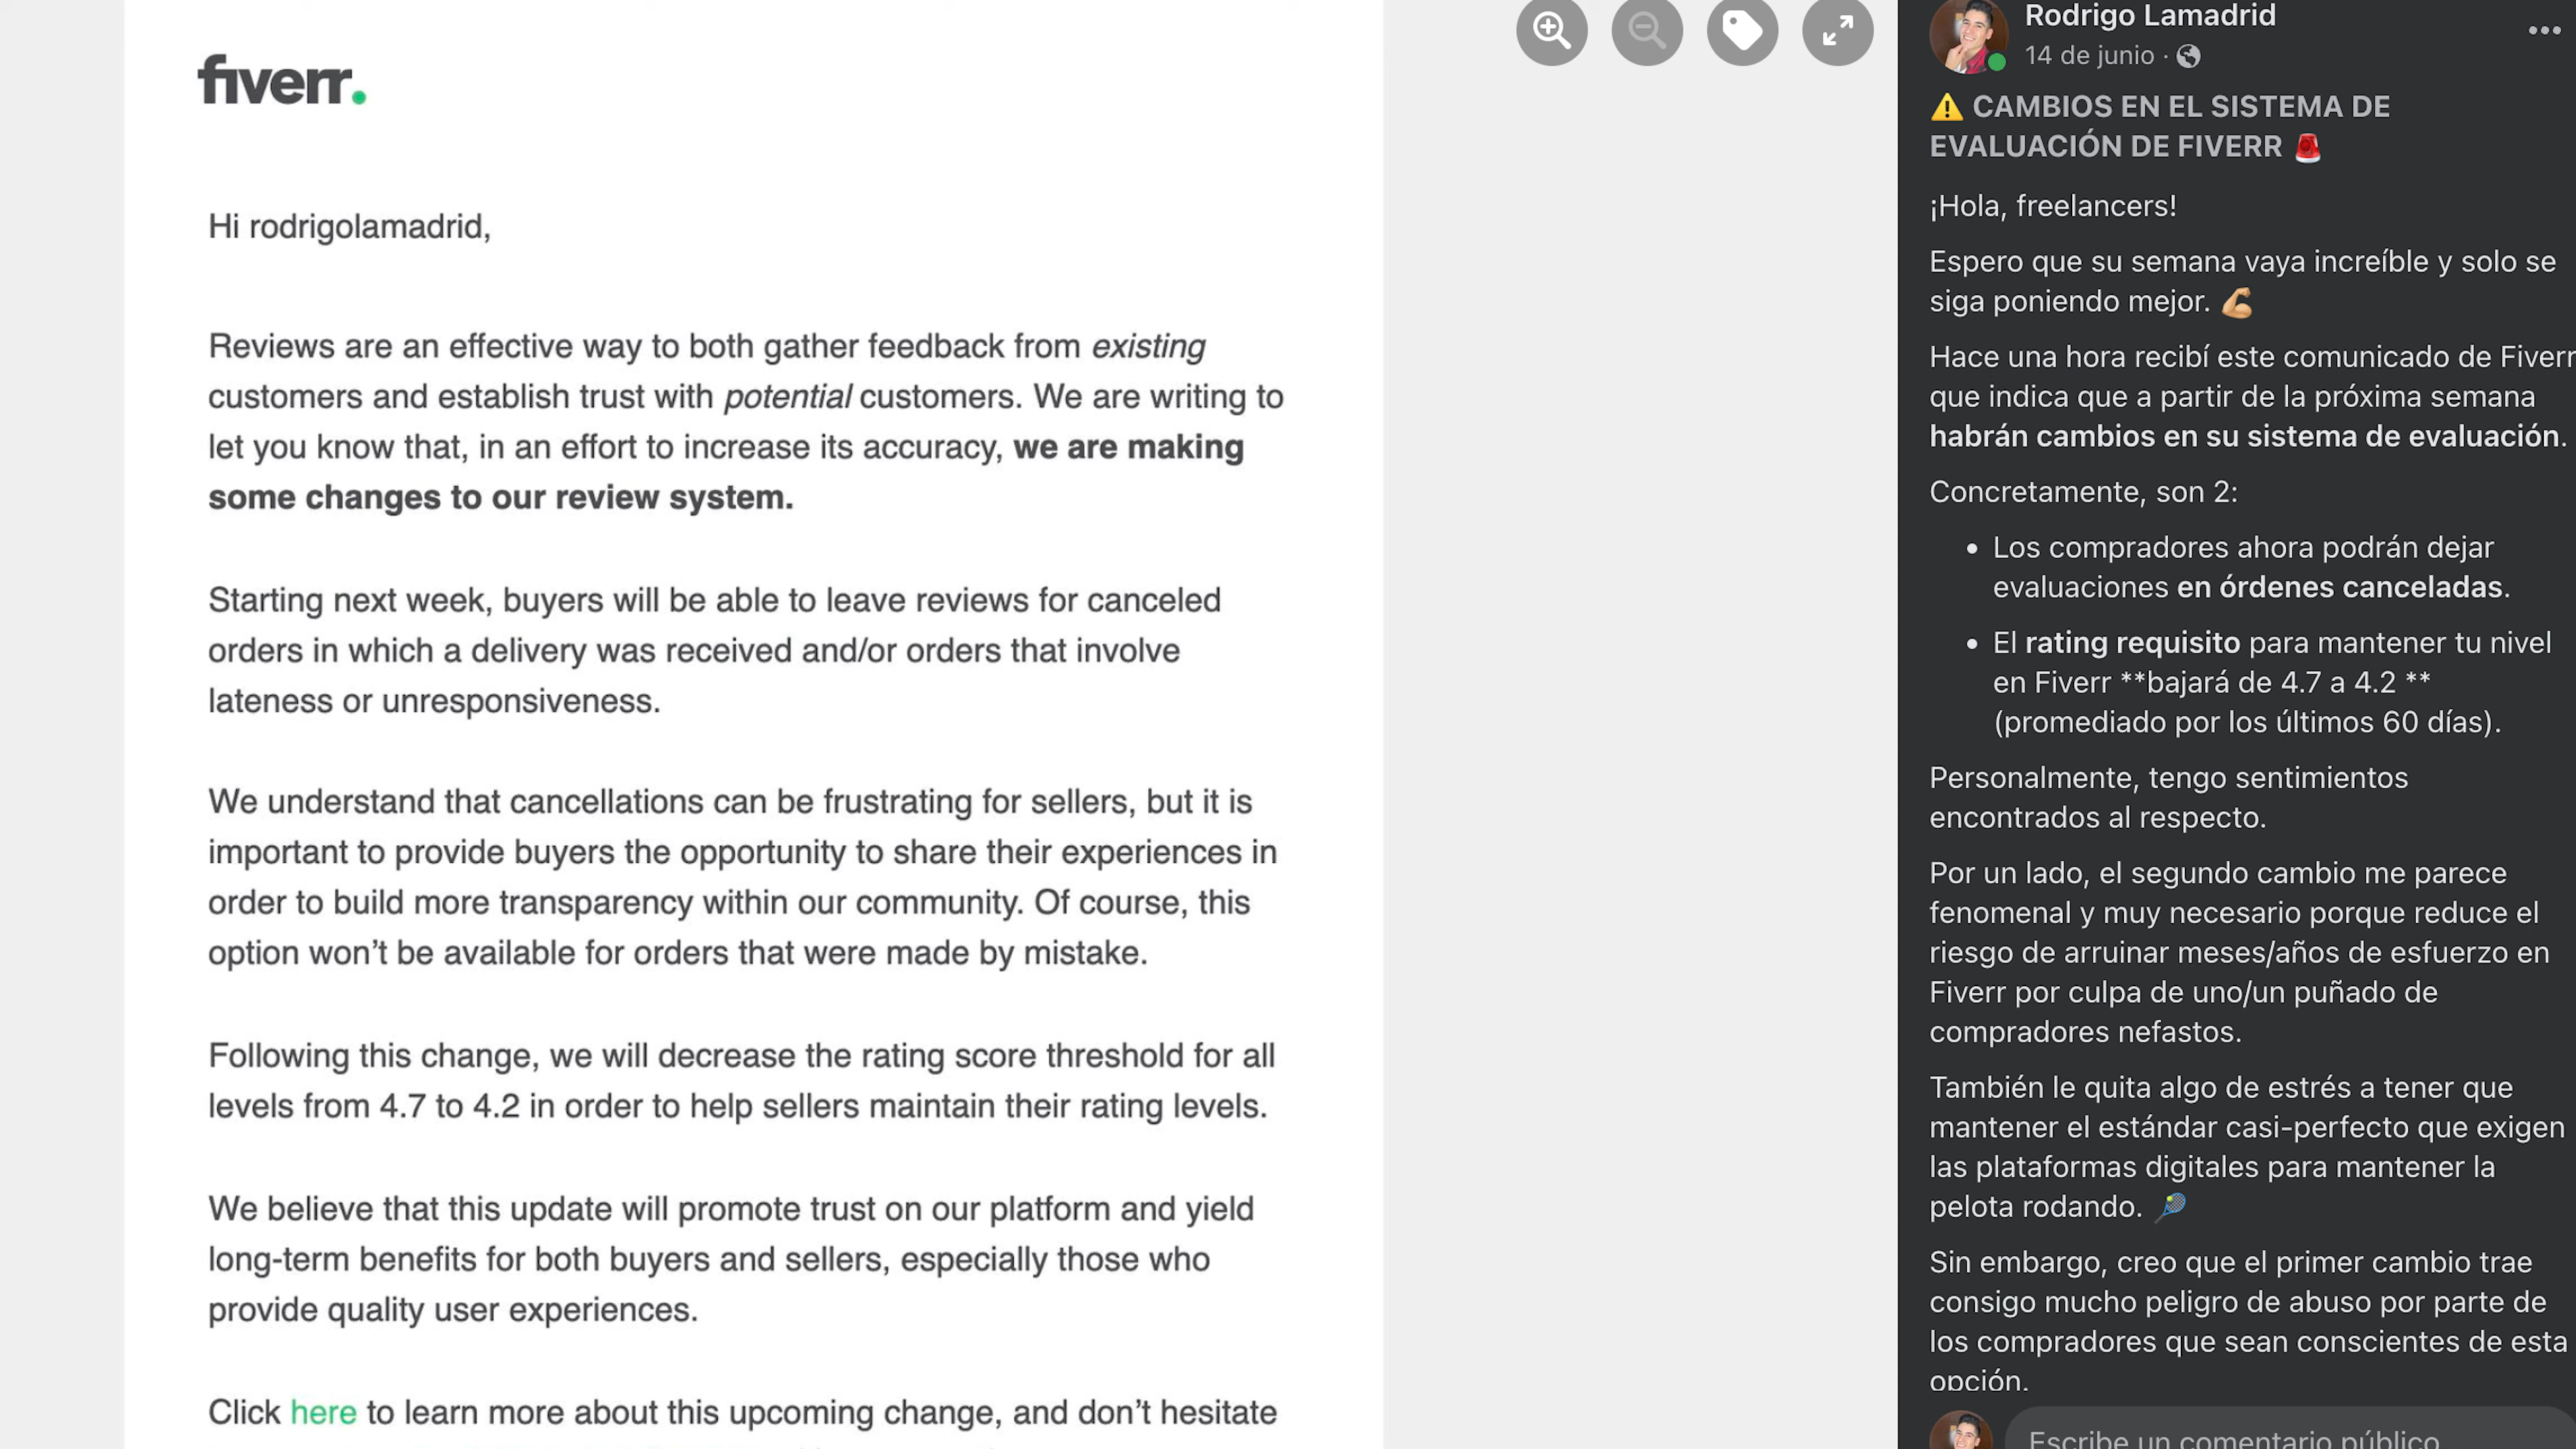 fiverr.
Hi rodrigolamadrid,
Reviews are an effective way to both gather feedback from existing
customers and establish trust with potential customers. We are writing to
let you know that, in an effort to increase its accuracy, we are making
some changes to our review system.
Starting next week, buyers will be able to leave reviews for canceled
orders in which a delivery was received and/or orders that involve
lateness or unresponsiveness.
We understand that cancellations can be frustrating for sellers, but it is
important to provide buyers the opportunity to share their experiences in
order to build more transparency within our community. Of course, this
option won’t be available for orders that were made by mistake.
Following this change, we will decrease the rating score threshold for all
levels from 4.7 to 4.2 in order to help sellers maintain their rating levels.
We believe that this update will promote trust on our platform and yield
long-term benefits for both buyers and sellers, especially those who
provide quality user experiences.
Click here to learn more about this upcoming change, and don’t hesitate
Rodrigo Lamadrid
14 de junio ·
⚠️ CAMBIOS EN EL SISTEMA DE
EVALUACIÓN DE FIVERR 🚨
¡Hola, freelancers!
Espero que su semana vaya increíble y solo se
siga poniendo mejor. 💪🏼
Hace una hora recibí este comunicado de Fiverr
que indica que a partir de la próxima semana
habrán cambios en su sistema de evaluación.
Concretamente, son 2:
• Los compradores ahora podrán dejar
evaluaciones en órdenes canceladas.
• El rating requisito para mantener tu nivel
en Fiverr **bajará de 4.7 a 4.2 **
(promediado por los últimos 60 días).
Personalmente, tengo sentimientos
encontrados al respecto.
Por un lado, el segundo cambio me parece
fenomenal y muy necesario porque reduce el
riesgo de arruinar meses/años de esfuerzo en
Fiverr por culpa de uno/un puñado de
compradores nefastos.
También le quita algo de estrés a tener que
mantener el estándar casi-perfecto que exigen
las plataformas digitales para mantener la
pelota rodando. 🎾
Sin embargo, creo que el primer cambio trae
consigo mucho peligro de abuso por parte de
los compradores que sean conscientes de esta
opción.
Escribe un comentario público